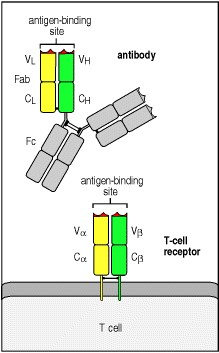 antigen-binding
site
antibody
VL VH
Fab
CL CH
Fc
antigen-binding
site
Vα Vβ
T-cell
receptor
Cα Cβ
T cell